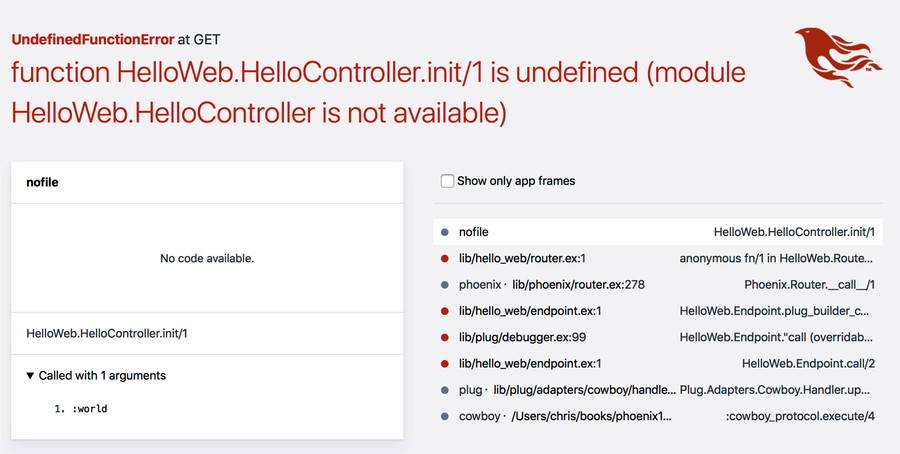 UndefinedFunctionError at GET
function HelloWeb.HelloController.init/1 is undefined (module
HelloWeb.HelloController is not available)
nofile
No code available.
HelloWeb.HelloController.init/1
▼ Called with 1 arguments
1. :world
Show only app frames
nofile HelloWeb.HelloController.init/1
lib/hello_web/router.ex:1 anonymous fn/1 in HelloWeb.Route...
phoenix · lib/phoenix/router.ex:278 Phoenix.Router.__call__/1
lib/hello_web/endpoint.ex:1 HelloWeb.Endpoint.plug_builder_c...
lib/plug/debugger.ex:99 HelloWeb.Endpoint."call (overridab...
lib/hello_web/endpoint.ex:1 HelloWeb.Endpoint.call/2
plug · lib/plug/adapters/cowboy/handle... Plug.Adapters.Cowboy.Handler.up...
cowboy · /Users/chris/books/phoenix1... :cowboy_protocol.execute/4